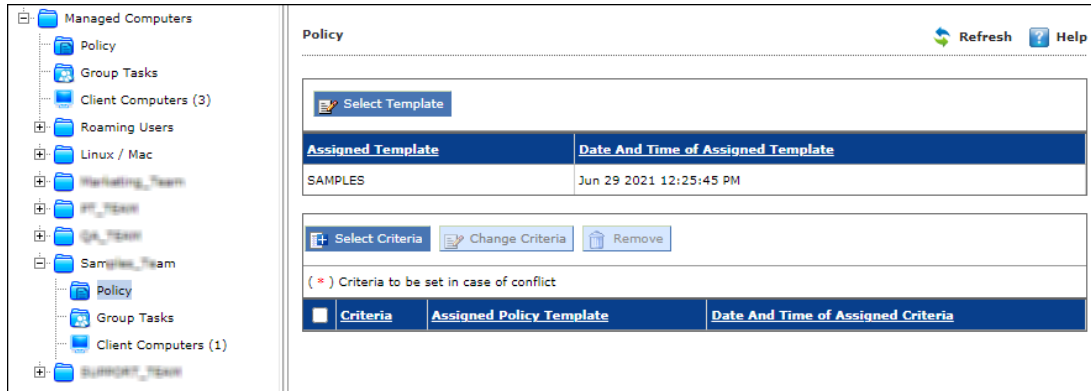 Managed Computers
Policy
Group Tasks
Client Computers (3)
Roaming Users
Linux / Mac
Policy
Group Tasks
Client Computers (1)
Policy
Refresh
Help
Select Template
Assigned Template Date And Time of Assigned Template
SAMPLES Jun 29 2021 12:25:45 PM
Select Criteria Change Criteria Remove
( * ) Criteria to be set in case of conflict
Criteria Assigned Policy Template Date And Time of Assigned Criteria